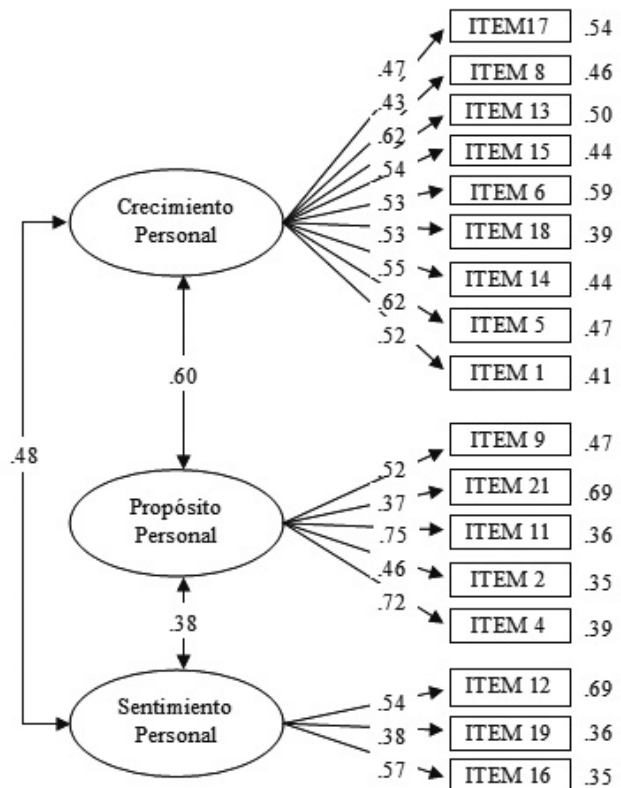 ITEM17 .54
.47
ITEM 8 .46
.43
ITEM 13 .50
.62
ITEM 15 .44
.54
ITEM 6 .59
.53
ITEM 18 .39
.53
ITEM 14 .44
.55
ITEM 5 .47
.62
ITEM 1 .41
.52
Crecimiento
Personal
.60
.48
ITEM 9 .47
.52
ITEM 21 .69
.37
ITEM 11 .36
.75
ITEM 2 .35
.46
ITEM 4 .39
.72
Propósito
Personal
.38
ITEM 12 .69
.54
ITEM 19 .36
.38
ITEM 16 .35
.57
Sentimiento
Personal